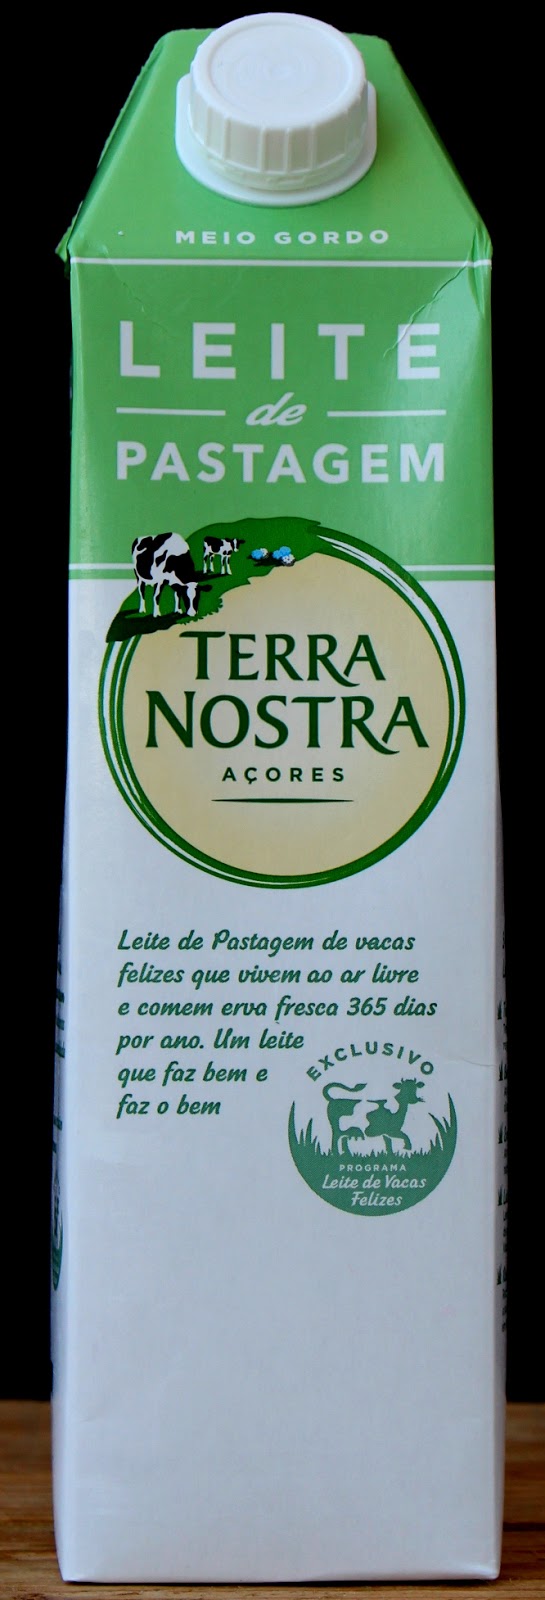 MEIO GORDO
LEITE
de
PASTAGEM
TERRA
NOSTRA
AÇORES
Leite de Pastagem de vacas
felizes que vivem ao ar livre
e comem erva fresca 365 dias
por ano. Um leite
que faz bem e
faz o bem
EXCLUSIVO
PROGRAMA
Leite de Vacas
Felizes